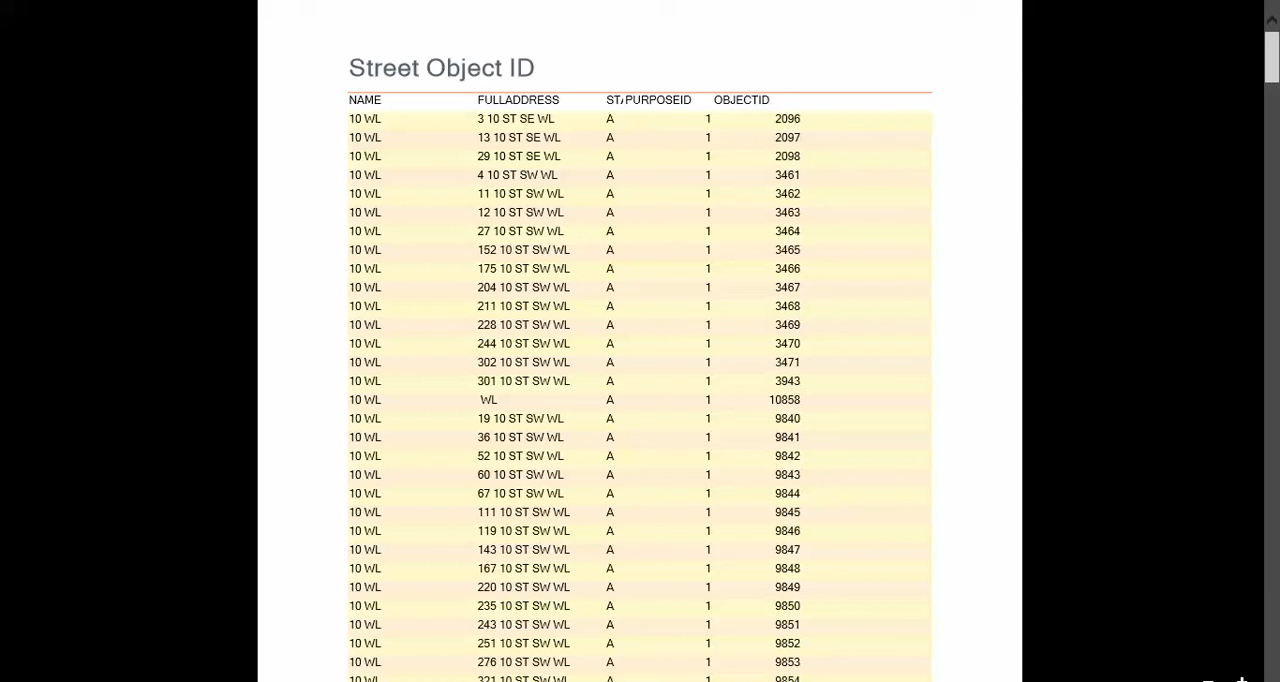 Street Object ID
NAME FULLADDRESS STA PURPOSEID OBJECTID
10 WL 3 10 ST SE WL A 1 2096
10 WL 13 10 ST SE WL A 1 2097
10 WL 29 10 ST SE WL A 1 2098
10 WL 4 10 ST SW WL A 1 3461
10 WL 11 10 ST SW WL A 1 3462
10 WL 12 10 ST SW WL A 1 3463
10 WL 27 10 ST SW WL A 1 3464
10 WL 152 10 ST SW WL A 1 3465
10 WL 175 10 ST SW WL A 1 3466
10 WL 204 10 ST SW WL A 1 3467
10 WL 211 10 ST SW WL A 1 3468
10 WL 228 10 ST SW WL A 1 3469
10 WL 244 10 ST SW WL A 1 3470
10 WL 302 10 ST SW WL A 1 3471
10 WL 301 10 ST SW WL A 1 3943
10 WL WL A 1 10858
10 WL 19 10 ST SW WL A 1 9840
10 WL 36 10 ST SW WL A 1 9841
10 WL 52 10 ST SW WL A 1 9842
10 WL 60 10 ST SW WL A 1 9843
10 WL 67 10 ST SW WL A 1 9844
10 WL 111 10 ST SW WL A 1 9845
10 WL 119 10 ST SW WL A 1 9846
10 WL 143 10 ST SW WL A 1 9847
10 WL 167 10 ST SW WL A 1 9848
10 WL 220 10 ST SW WL A 1 9849
10 WL 235 10 ST SW WL A 1 9850
10 WL 243 10 ST SW WL A 1 9851
10 WL 251 10 ST SW WL A 1 9852
10 WL 276 10 ST SW WL A 1 9853
10 WL 321 10 ST SW WL A 1 9854